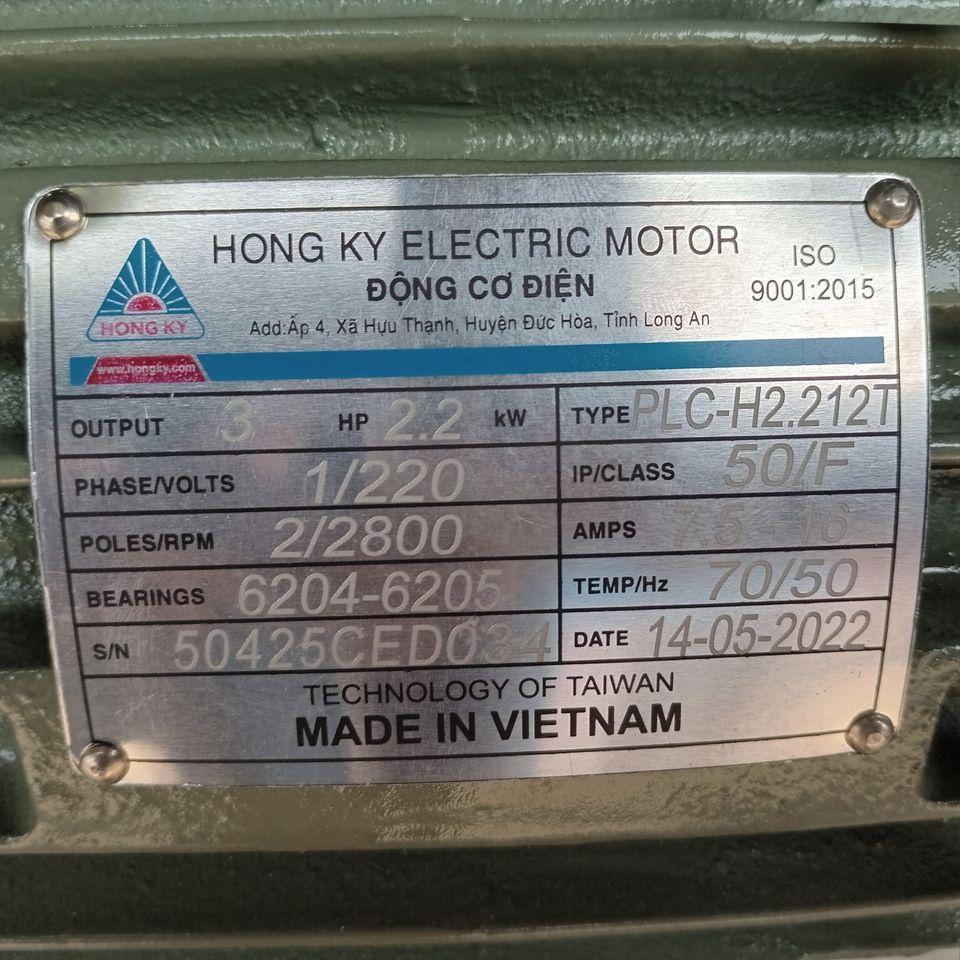 HONG KY ELECTRIC MOTOR
ISO
9001:2015
ĐỘNG CƠ ĐIỆN
Add:Ấp 4, Xã Hựu Thạnh, Huyện Đức Hòa, Tỉnh Long An
HONG KY
www.hongky.com
OUTPUT 3 HP 2.2 kW TYPE PLC-H2.212T
PHASE/VOLTS 1/220 IP/CLASS 50/F
POLES/RPM 2/2800 AMPS 7.5 - 16
BEARINGS 6204-6205 TEMP/Hz 70/50
S/N 50425CED034 DATE 14-05-2022
TECHNOLOGY OF TAIWAN
MADE IN VIETNAM